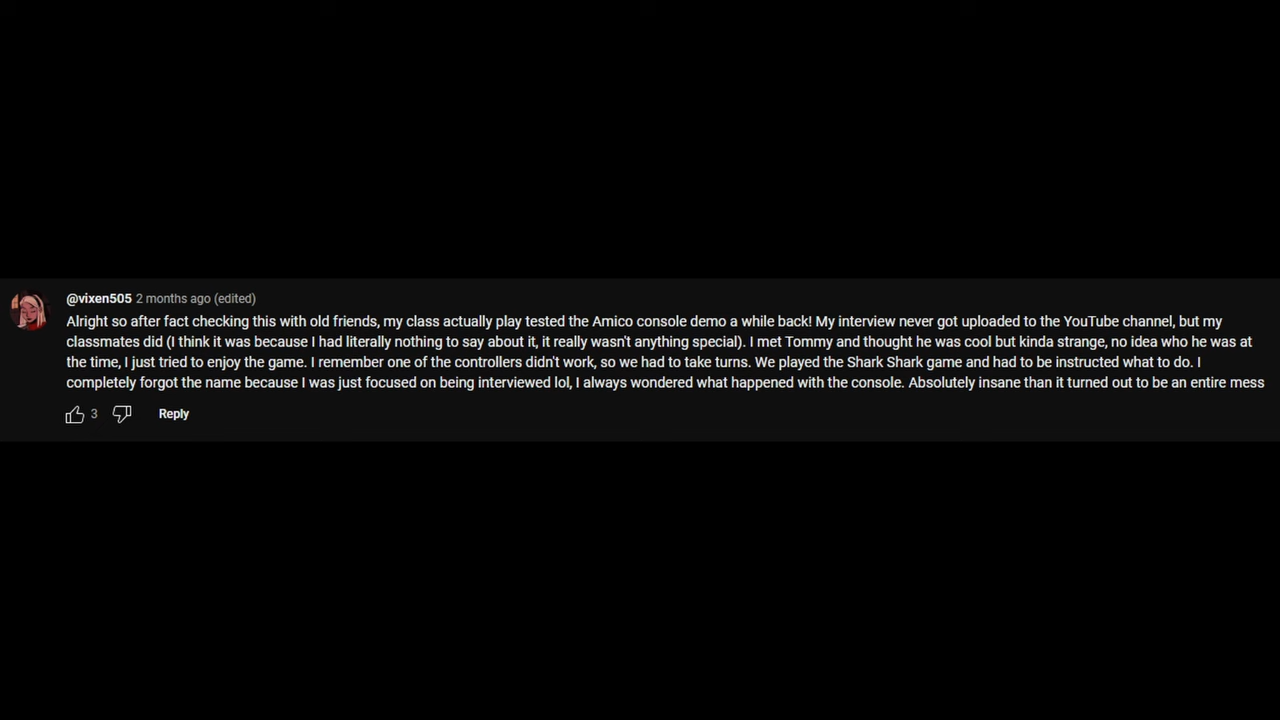 @vixen505 2 months ago (edited)
Alright so after fact checking this with old friends, my class actually play tested the Amico console demo a while back! My interview never got uploaded to the YouTube channel, but my
classmates did (I think it was because I had literally nothing to say about it, it really wasn't anything special). I met Tommy and thought he was cool but kinda strange, no idea who he was at
the time, I just tried to enjoy the game. I remember one of the controllers didn't work, so we had to take turns. We played the Shark Shark game and had to be instructed what to do. I
completely forgot the name because I was just focused on being interviewed lol, I always wondered what happened with the console. Absolutely insane than it turned out to be an entire mess
3 Reply